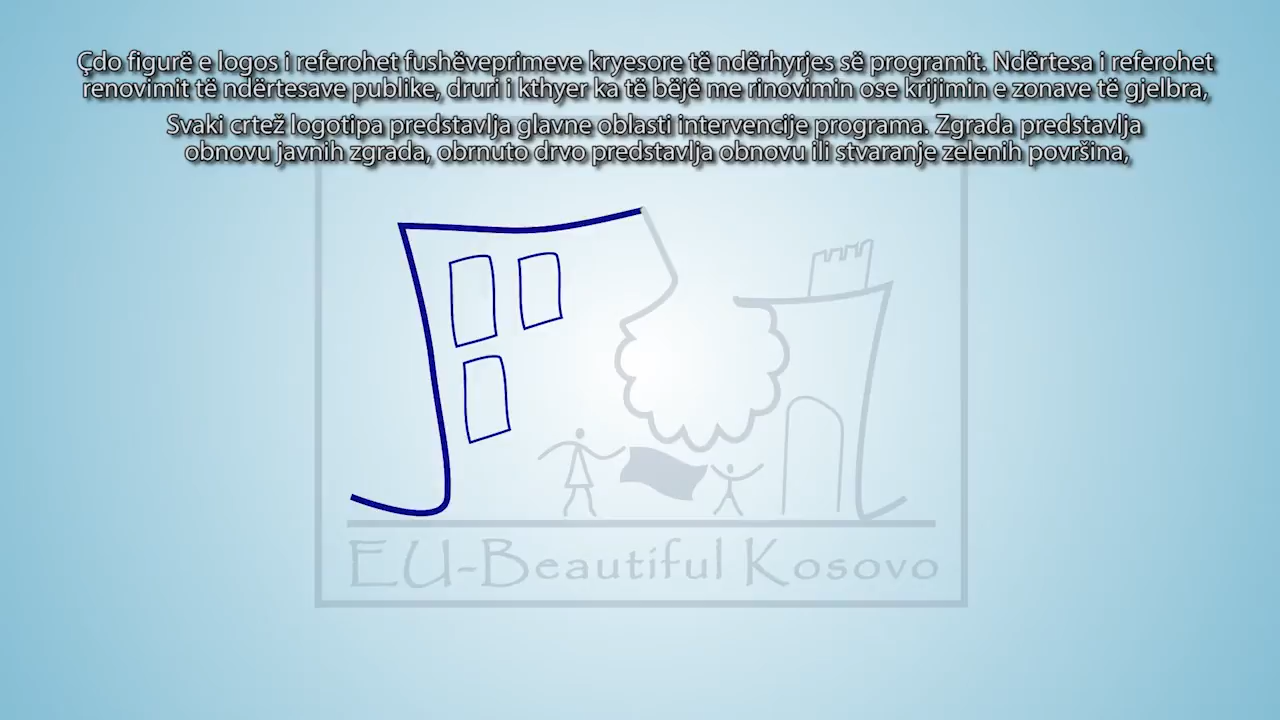 Çdo figurë e logos i referohet fushëveprimeve kryesore të ndërhyrjes së programit. Ndërtesa i referohet
renovimit të ndërtesave publike, druri i kthyer ka të bëjë me rinovimin ose krijimin e zonave të gjelbra,
Svaki crtež logotipa predstavlja glavne oblasti intervencije programa. Zgrada predstavlja
obnovu javnih zgrada, obrnuto drvo predstavlja obnovu ili stvaranje zelenih površina,
EU-Beautiful Kosovo